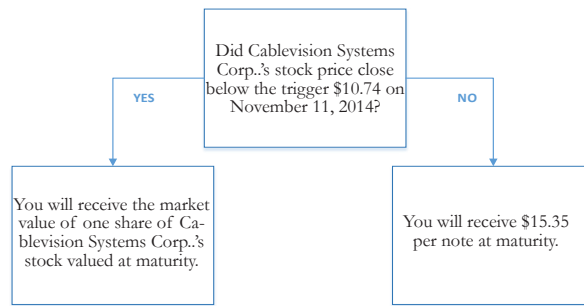 Did Cablevision Systems
Corp..'s stock price close
below the trigger $10.74 on
November 11, 2014?
YES
NO
You will receive the market
value of one share of Ca-
blevision Systems Corp..'s
stock valued at maturity.
You will receive $15.35
per note at maturity.